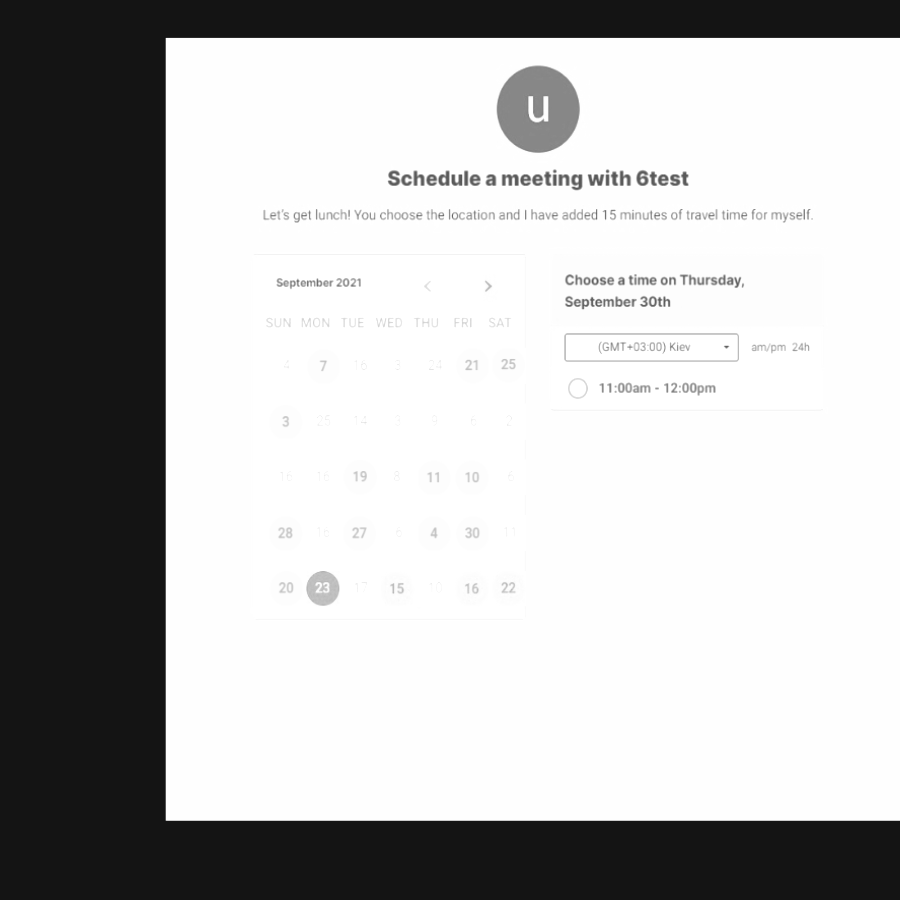 u
Schedule a meeting with 6test
Let's get lunch! You choose the location and I have added 15 minutes of travel time for myself.
September 2021
SUN MON TUE WED THU FRI SAT
4 7 16 3 24 21 25
3 25 14 3 9 6 2
16 18 19 8 11 10 6
28 16 27 6 4 30 11
20 23 17 15 16 22
Choose a time on Thursday,
September 30th
(GMT+03:00) Kiev
am/pm 24h
11:00am - 12:00pm